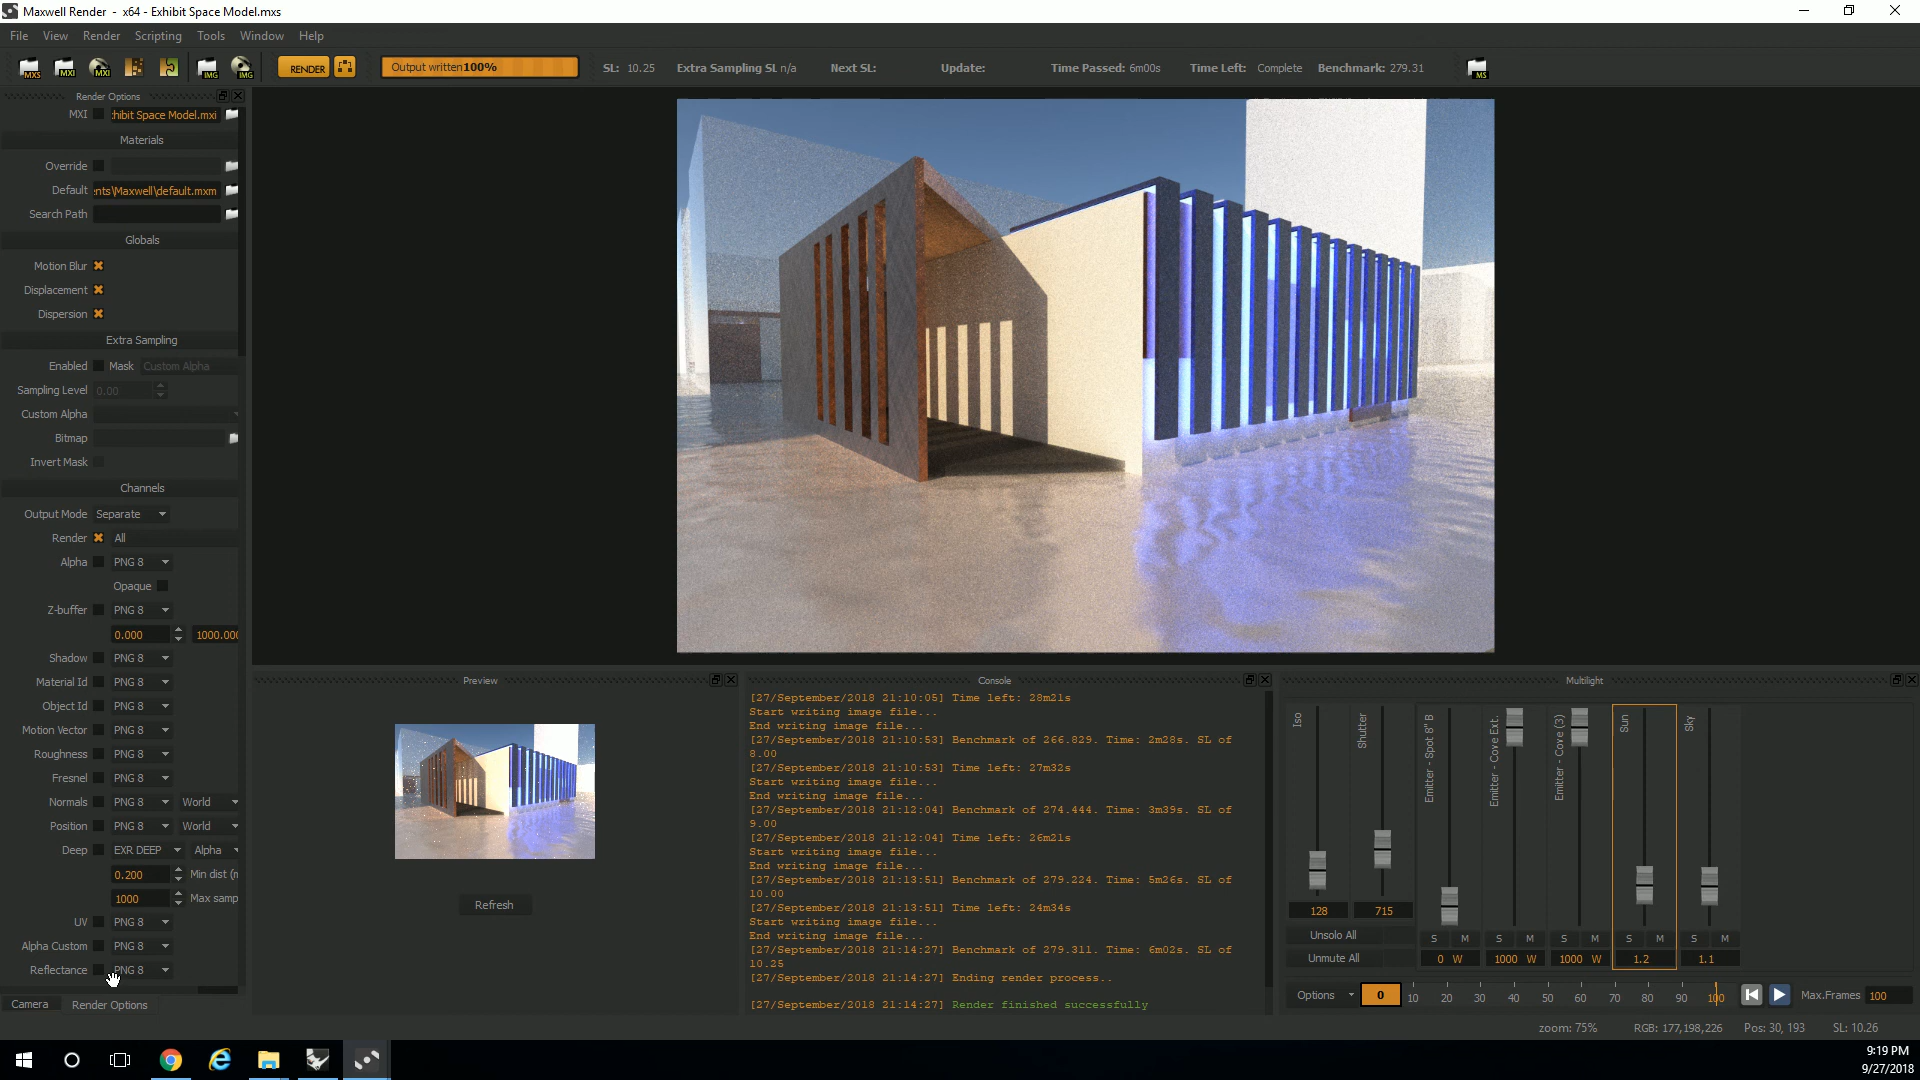 Maxwell Render - x64 - Exhibit Space Model.mxs
File View Render Scripting Tools Window Help
MXS MXI MXI IMG IMG RENDER Output written100% SL: 10.25 Extra Sampling SL n/a Next SL: Update: Time Passed: 6m00s Time Left: Complete Benchmark: 279.31 MS
Render Options
MXI hibit Space Model.mxi
Materials
Override
Default nts\Maxwell\default.mxm
Search Path
Globals
Motion Blur
Displacement
Dispersion
Extra Sampling
Enabled Mask Custom Alpha
Sampling Level 0.00
Custom Alpha
Bitmap
Invert Mask
Channels
Output Mode Separate
Render All
Alpha PNG 8
Opaque
Z-buffer PNG 8
0.000 1000.000
Shadow PNG 8
Material Id PNG 8
Object Id PNG 8
Motion Vector PNG 8
Roughness PNG 8
Fresnel PNG 8
Normals PNG 8 World
Position PNG 8 World
Deep EXR DEEP Alpha
0.200 Min dist (m
1000 Max samp
UV PNG 8
Alpha Custom PNG 8
Reflectance PNG 8
Camera Render Options
Preview
Refresh
Console
[27/September/2018 21:10:05] Time left: 28m21s
Start writing image file...
End writing image file...
[27/September/2018 21:10:53] Benchmark of 266.829. Time: 2m28s. SL of
8.00
[27/September/2018 21:10:53] Time left: 27m32s
Start writing image file...
End writing image file...
[27/September/2018 21:12:04] Benchmark of 274.444. Time: 3m39s. SL of
9.00
[27/September/2018 21:12:04] Time left: 26m21s
Start writing image file...
End writing image file...
[27/September/2018 21:13:51] Benchmark of 279.224. Time: 5m26s. SL of
10.00
[27/September/2018 21:13:51] Time left: 24m34s
Start writing image file...
End writing image file...
[27/September/2018 21:14:27] Benchmark of 279.311. Time: 6m02s. SL of
10.25
[27/September/2018 21:14:27] Ending render process..
[27/September/2018 21:14:27] Render finished successfully
Multilight
Iso Shutter Emitter - Spot 8" B Emitter - Cove Ext. Emitter - Cove (3) Sun Sky
128 715
Unsolo All S M S M S M S M S M
Unmute All 0 W 1000 W 1000 W 1.2 1.1
Options 0 10 20 30 40 50 60 70 80 90 100 Max.Frames 100
zoom: 75% RGB: 177,198,226 Pos: 30, 193 SL: 10.26
9:19 PM
9/27/2018